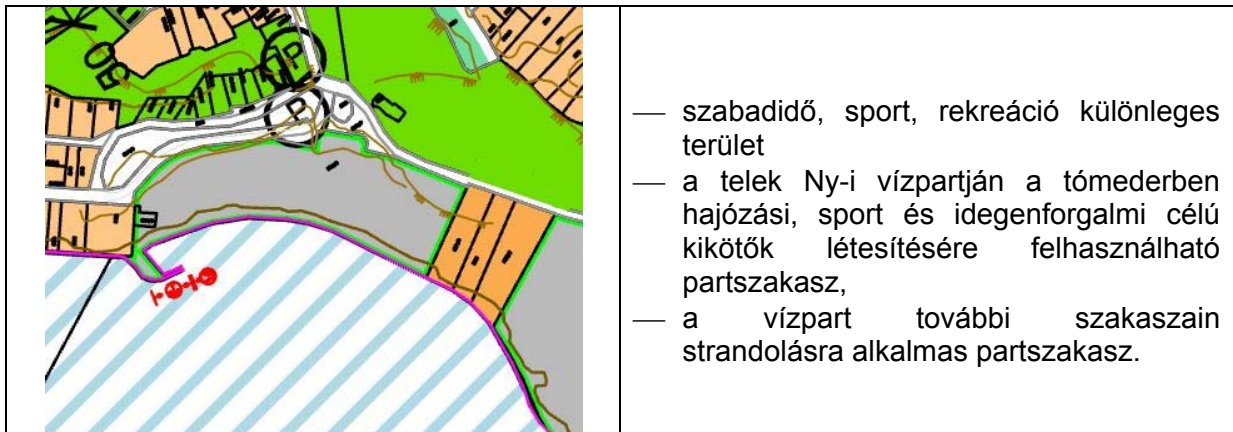 ÖÜ
P
P
— szabadidő, sport, rekreáció különleges
terület
— a telek Ny-i vízpartján a tómederben
hajózási, sport és idegenforgalmi célú
kikötők létesítésére felhasználható
partszakasz,
— a vízpart további szakaszain
strandolásra alkalmas partszakasz.